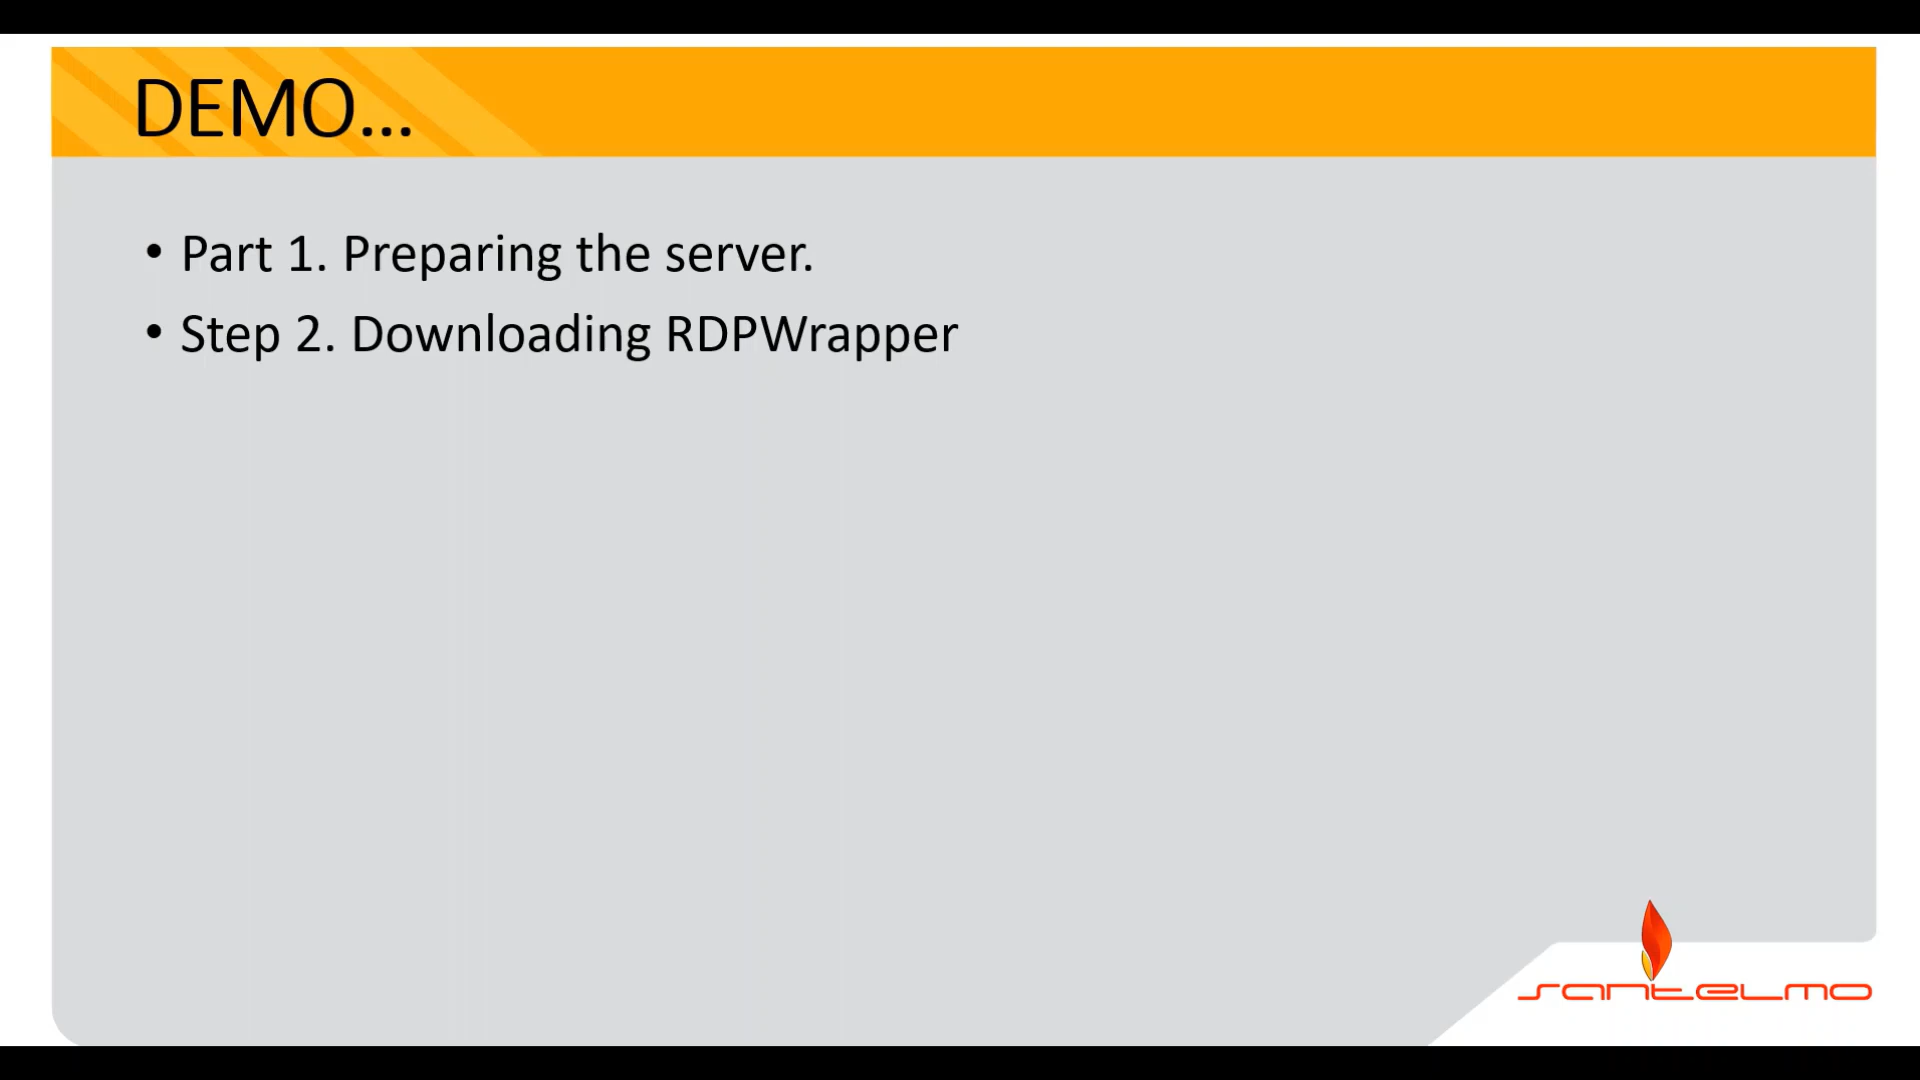 DEMO...
• Part 1. Preparing the server.
• Step 2. Downloading RDPWrapper
santelmo